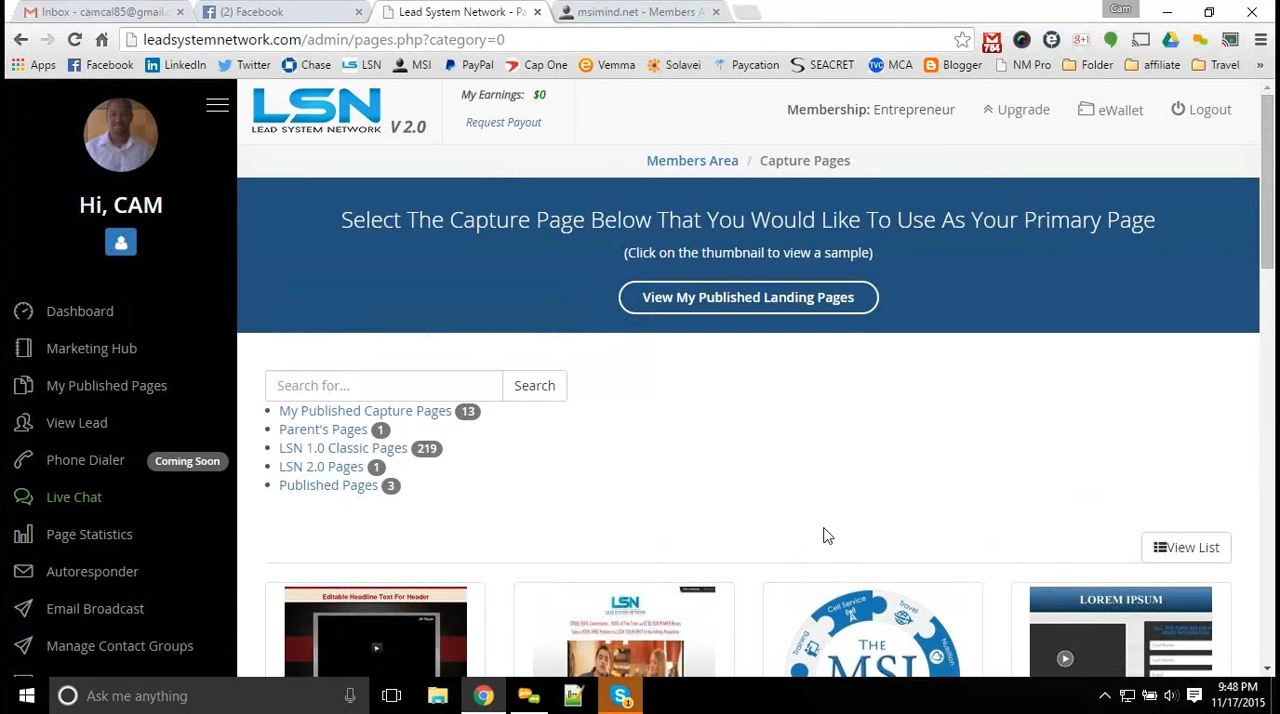 Inbox - camcal85@gmail.c
(2) Facebook
Lead System Network - Pa
msimind.net - Members A
Cam
leadsystemnetwork.com/admin/pages.php?category=0
764
Apps Facebook LinkedIn Twitter Chase LSN MSI PayPal Cap One Vemma Solavei Paycation SEACRET MCA Blogger NM Pro Folder affiliate Travel »
LSN
LEAD SYSTEM NETWORK
V 2.0
My Earnings: $0
Request Payout
Membership: Entrepreneur
Upgrade
eWallet
Logout
Members Area / Capture Pages
Hi, CAM
Dashboard
Marketing Hub
My Published Pages
View Lead
Phone Dialer Coming Soon
Live Chat
Page Statistics
Autoresponder
Email Broadcast
Manage Contact Groups
Select The Capture Page Below That You Would Like To Use As Your Primary Page
(Click on the thumbnail to view a sample)
View My Published Landing Pages
Search for...
Search
My Published Capture Pages 13
Parent's Pages 1
LSN 1.0 Classic Pages 219
LSN 2.0 Pages 1
Published Pages 3
View List
Editable Headline Text For Header
LSN
Cell Service
Travel
Training
Nutrition
THE
MSI
LOREM IPSUM
Ask me anything
9:48 PM
11/17/2015